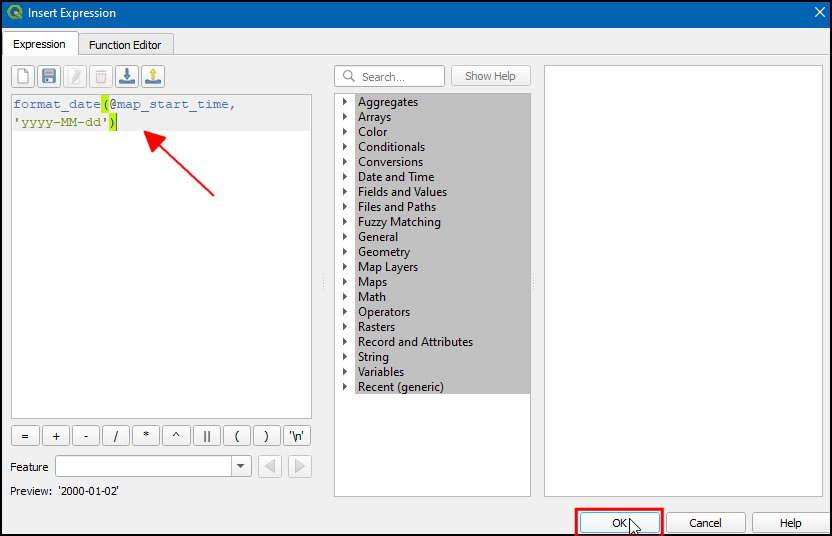 Insert Expression
Expression
Function Editor
Search...
Show Help
format_date(@map_start_time,
'yyyy-MM-dd')
Aggregates
Arrays
Color
Conditionals
Conversions
Date and Time
Fields and Values
Files and Paths
Fuzzy Matching
General
Geometry
Map Layers
Maps
Math
Operators
Rasters
Record and Attributes
String
Variables
Recent (generic)
= + - / * ^ || ( ) '\n'
Feature
Preview: '2000-01-02'
OK
Cancel
Help